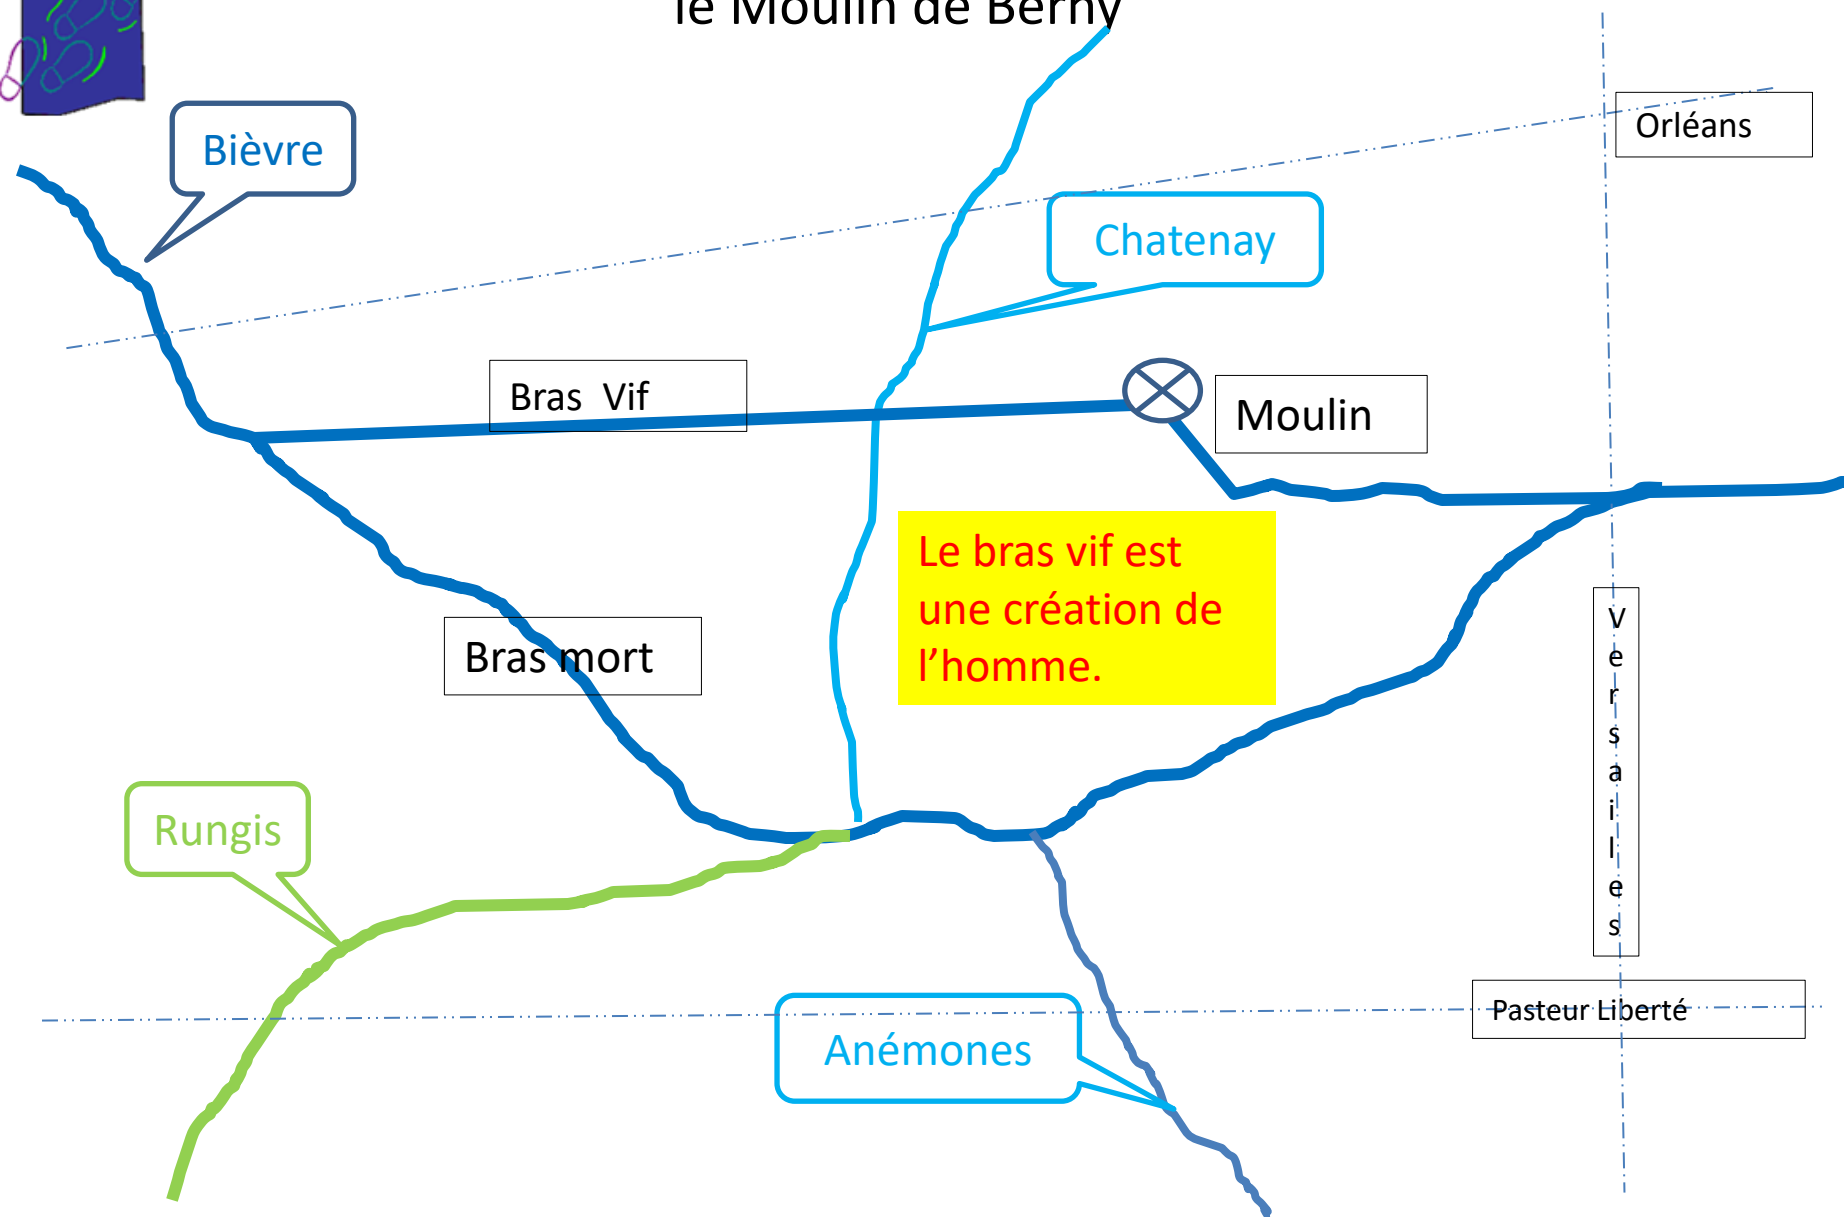 le Moulin de Berny
Bièvre
Orléans
Chatenay
Bras Vif
Moulin
Le bras vif est
une création de
l’homme.
Bras mort
Versailes
Rungis
Pasteur Liberté
Anémones